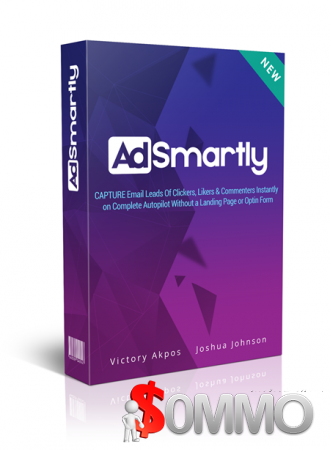 NEW
AdSmartly
AdSmartly
CAPTURE Email Leads Of Clickers, Likers & Commenters Instantly
on Complete Autopilot Without a Landing Page or Optin Form
Victory Akpos Joshua Johnson
$0MMO